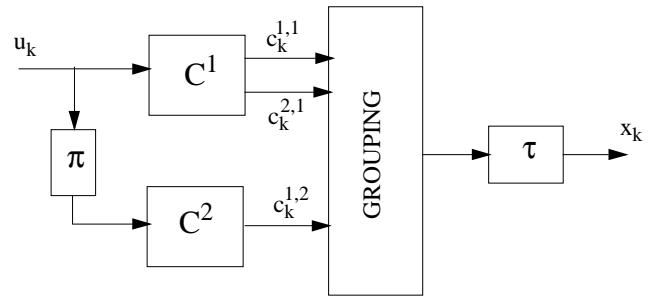 u_k
C^1
c_k^{1,1}
c_k^{2,1}
π
C^2
c_k^{1,2}
GROUPING
τ
x_k